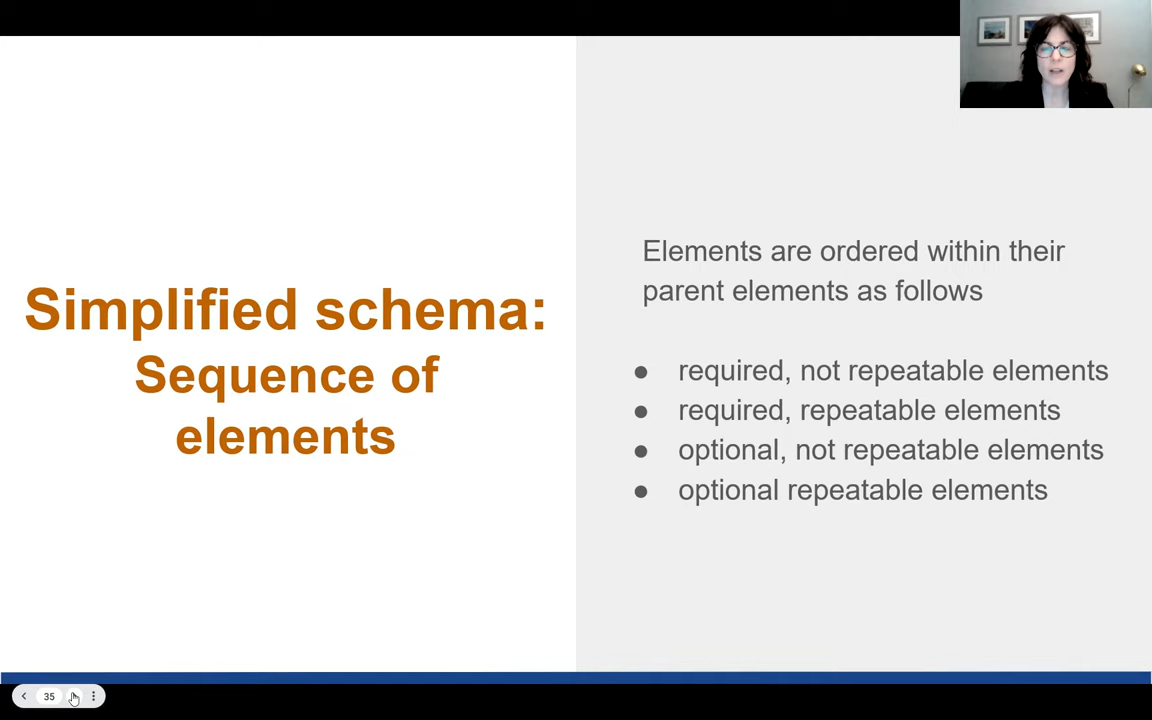 Simplified schema:
Sequence of
elements
Elements are ordered within their
parent elements as follows
● required, not repeatable elements
● required, repeatable elements
● optional, not repeatable elements
● optional repeatable elements
35